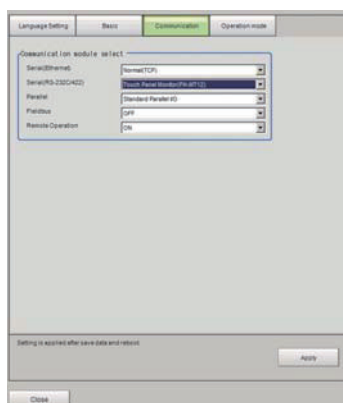 Language Setting Basic Communication Operation mode
Communication module select
Serial(Ethernet) Normal(TCP)
Serial(RS-232C/422) Touch Panel Monitor(FH-MT12)
Parallel Standard Parallel I/O
Fieldbus OFF
Remote Operation ON
Setting is applied after save data and reboot
Apply
Close